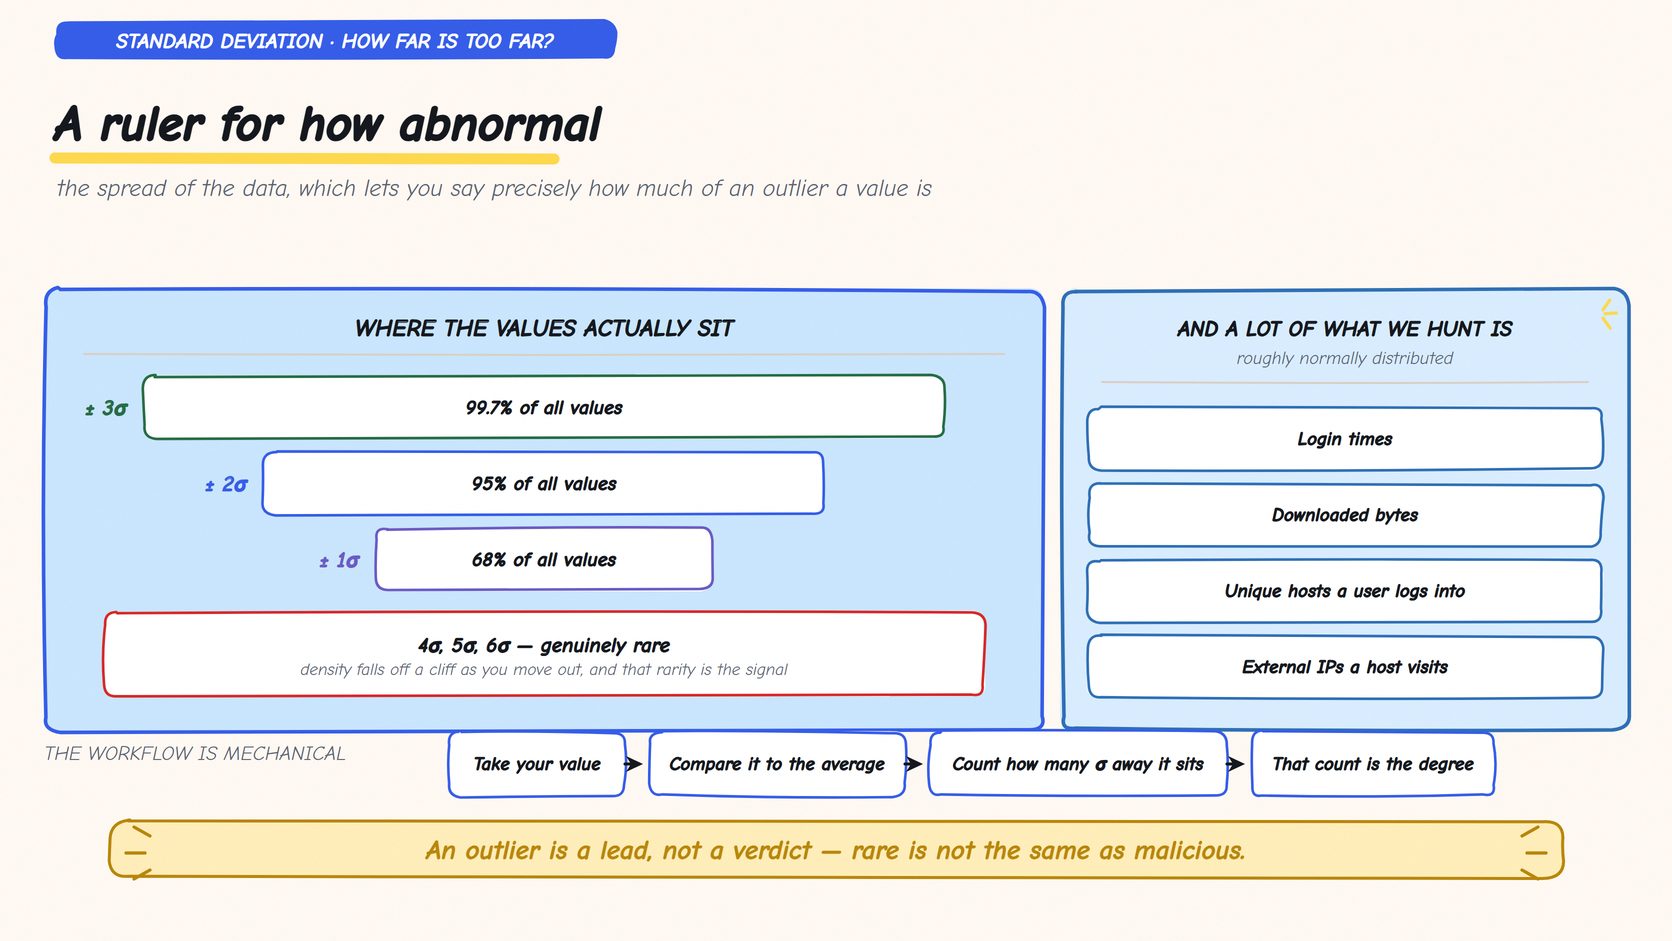 STANDARD DEVIATION · HOW FAR IS TOO FAR?
A ruler for how abnormal
the spread of the data, which lets you say precisely how much of an outlier a value is
WHERE THE VALUES ACTUALLY SIT
± 3σ
99.7% of all values
± 2σ
95% of all values
± 1σ
68% of all values
4σ, 5σ, 6σ — genuinely rare
density falls off a cliff as you move out, and that rarity is the signal
AND A LOT OF WHAT WE HUNT IS
roughly normally distributed
Login times
Downloaded bytes
Unique hosts a user logs into
External IPs a host visits
THE WORKFLOW IS MECHANICAL
Take your value
Compare it to the average
Count how many σ away it sits
That count is the degree
An outlier is a lead, not a verdict — rare is not the same as malicious.